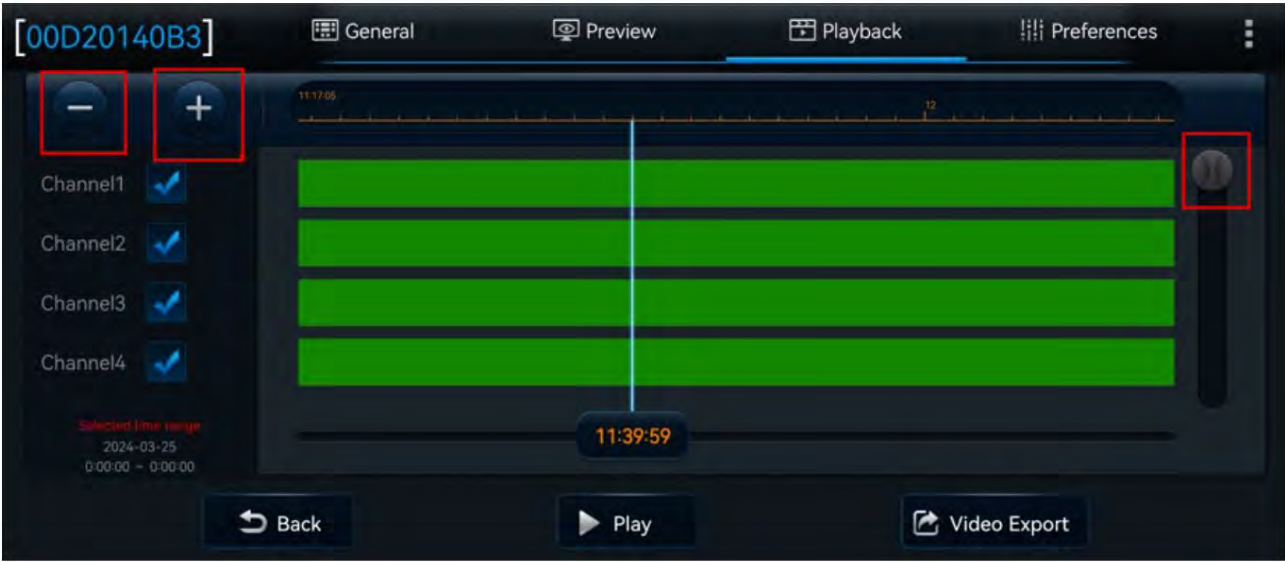 [00D20140B3]
General
Preview
Playback
Preferences
11:17:05
12
Channel1
Channel2
Channel3
Channel4
Selected time range
2024-03-25
0:00:00 ~ 0:00:00
11:39:59
Back
Play
Video Export